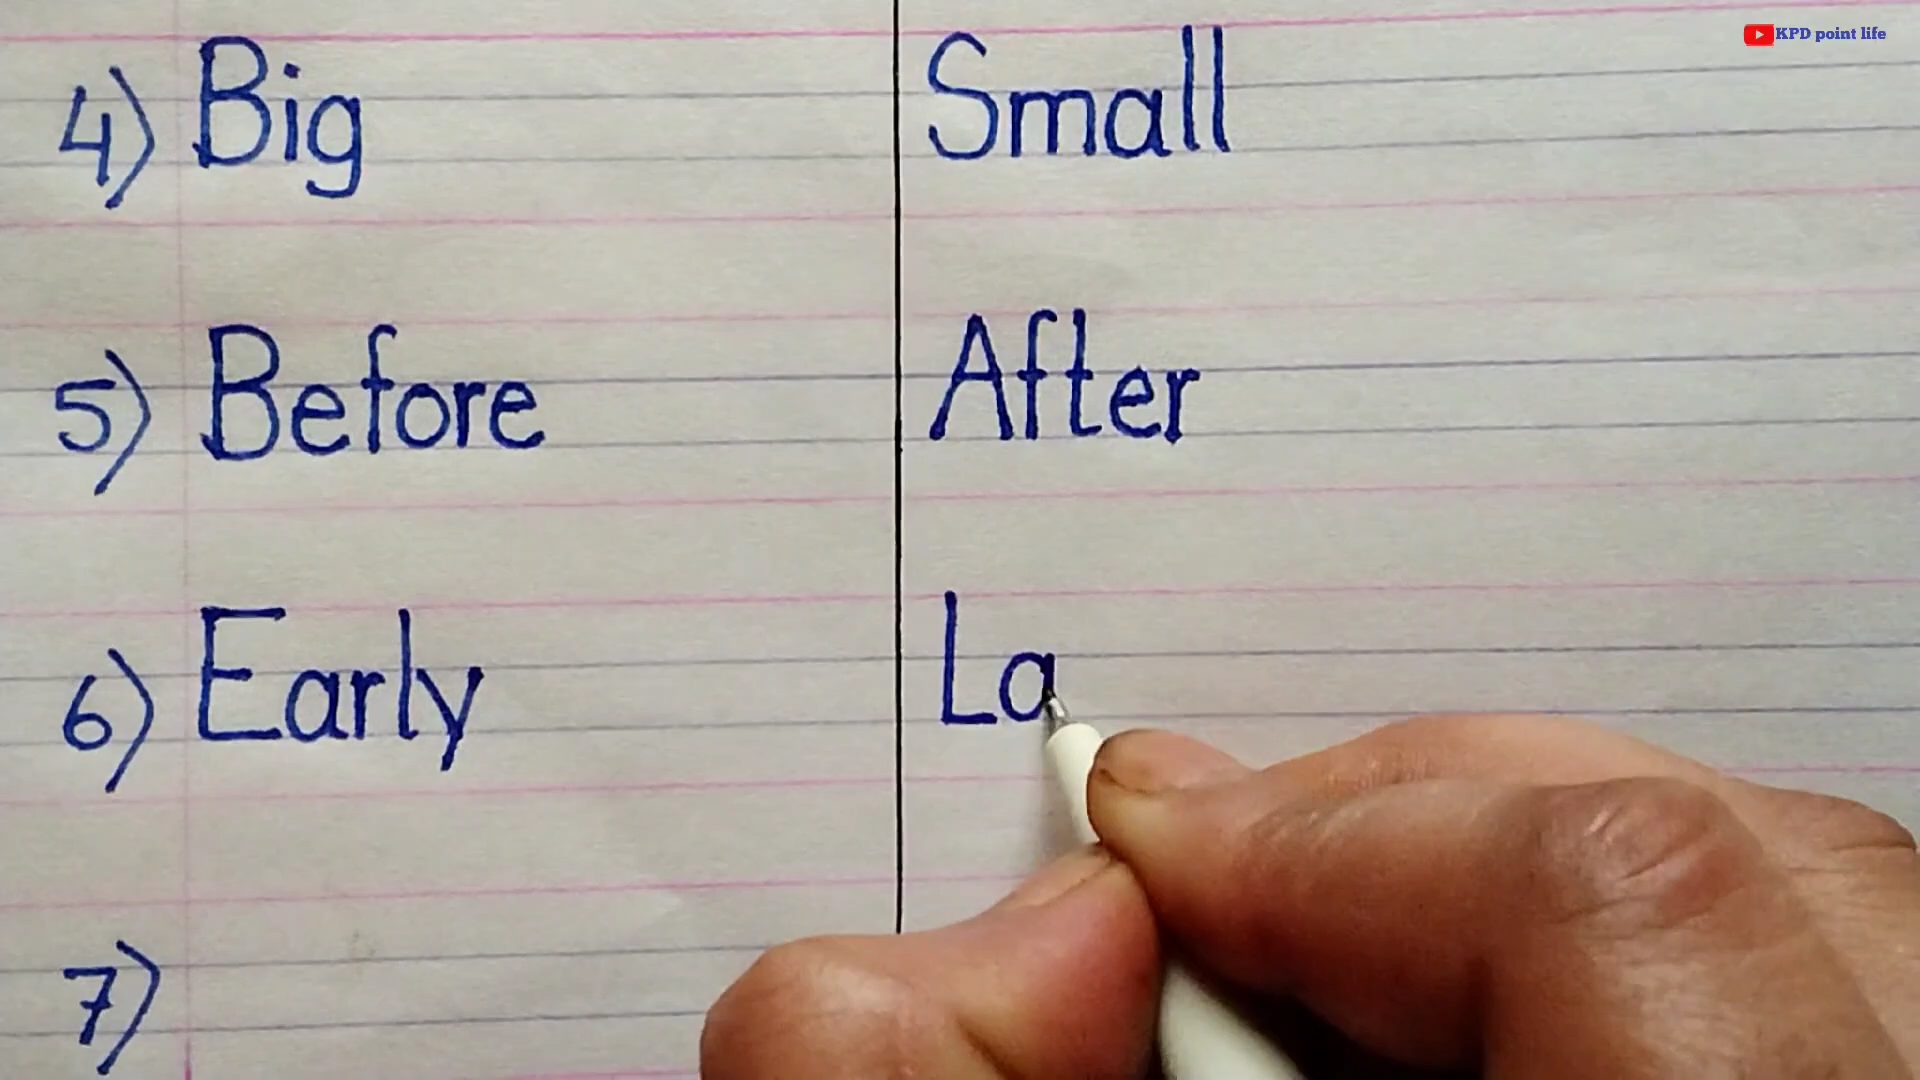 KPD point life
4) Big Small
5) Before After
6) Early La
7)